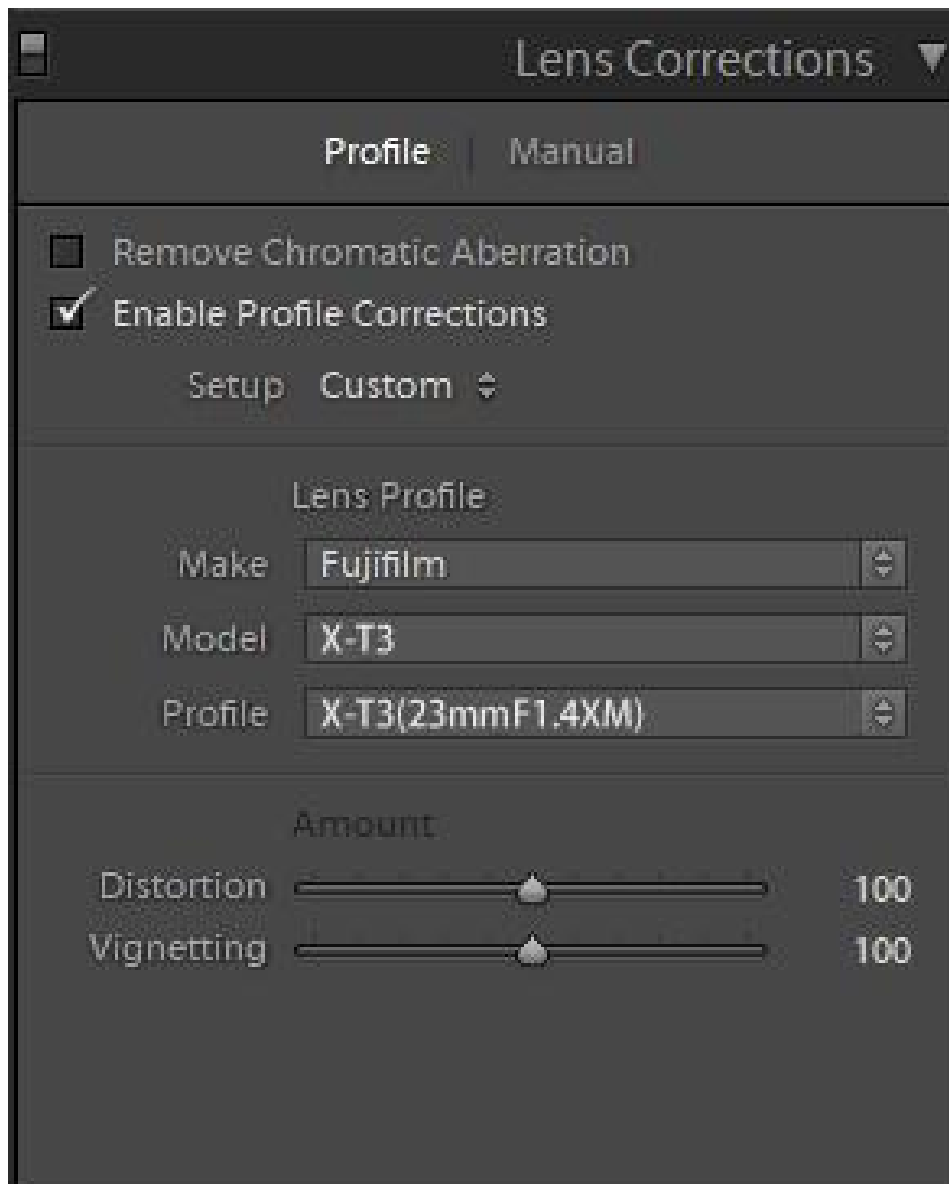 Lens Corrections
Profile | Manual
Remove Chromatic Aberration
Enable Profile Corrections
Setup Custom
Lens Profile
Make Fujifilm
Model X-T3
Profile X-T3(23mmF1.4XM)
Amount
Distortion 100
Vignetting 100